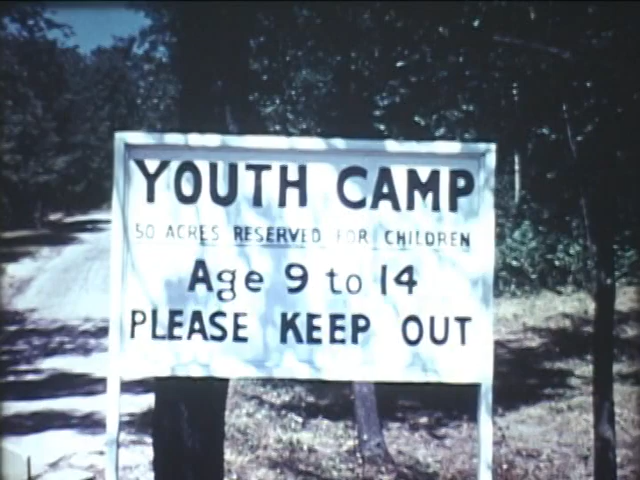 YOUTH CAMP
50 ACRES RESERVED FOR CHILDREN
Age 9 to 14
PLEASE KEEP OUT